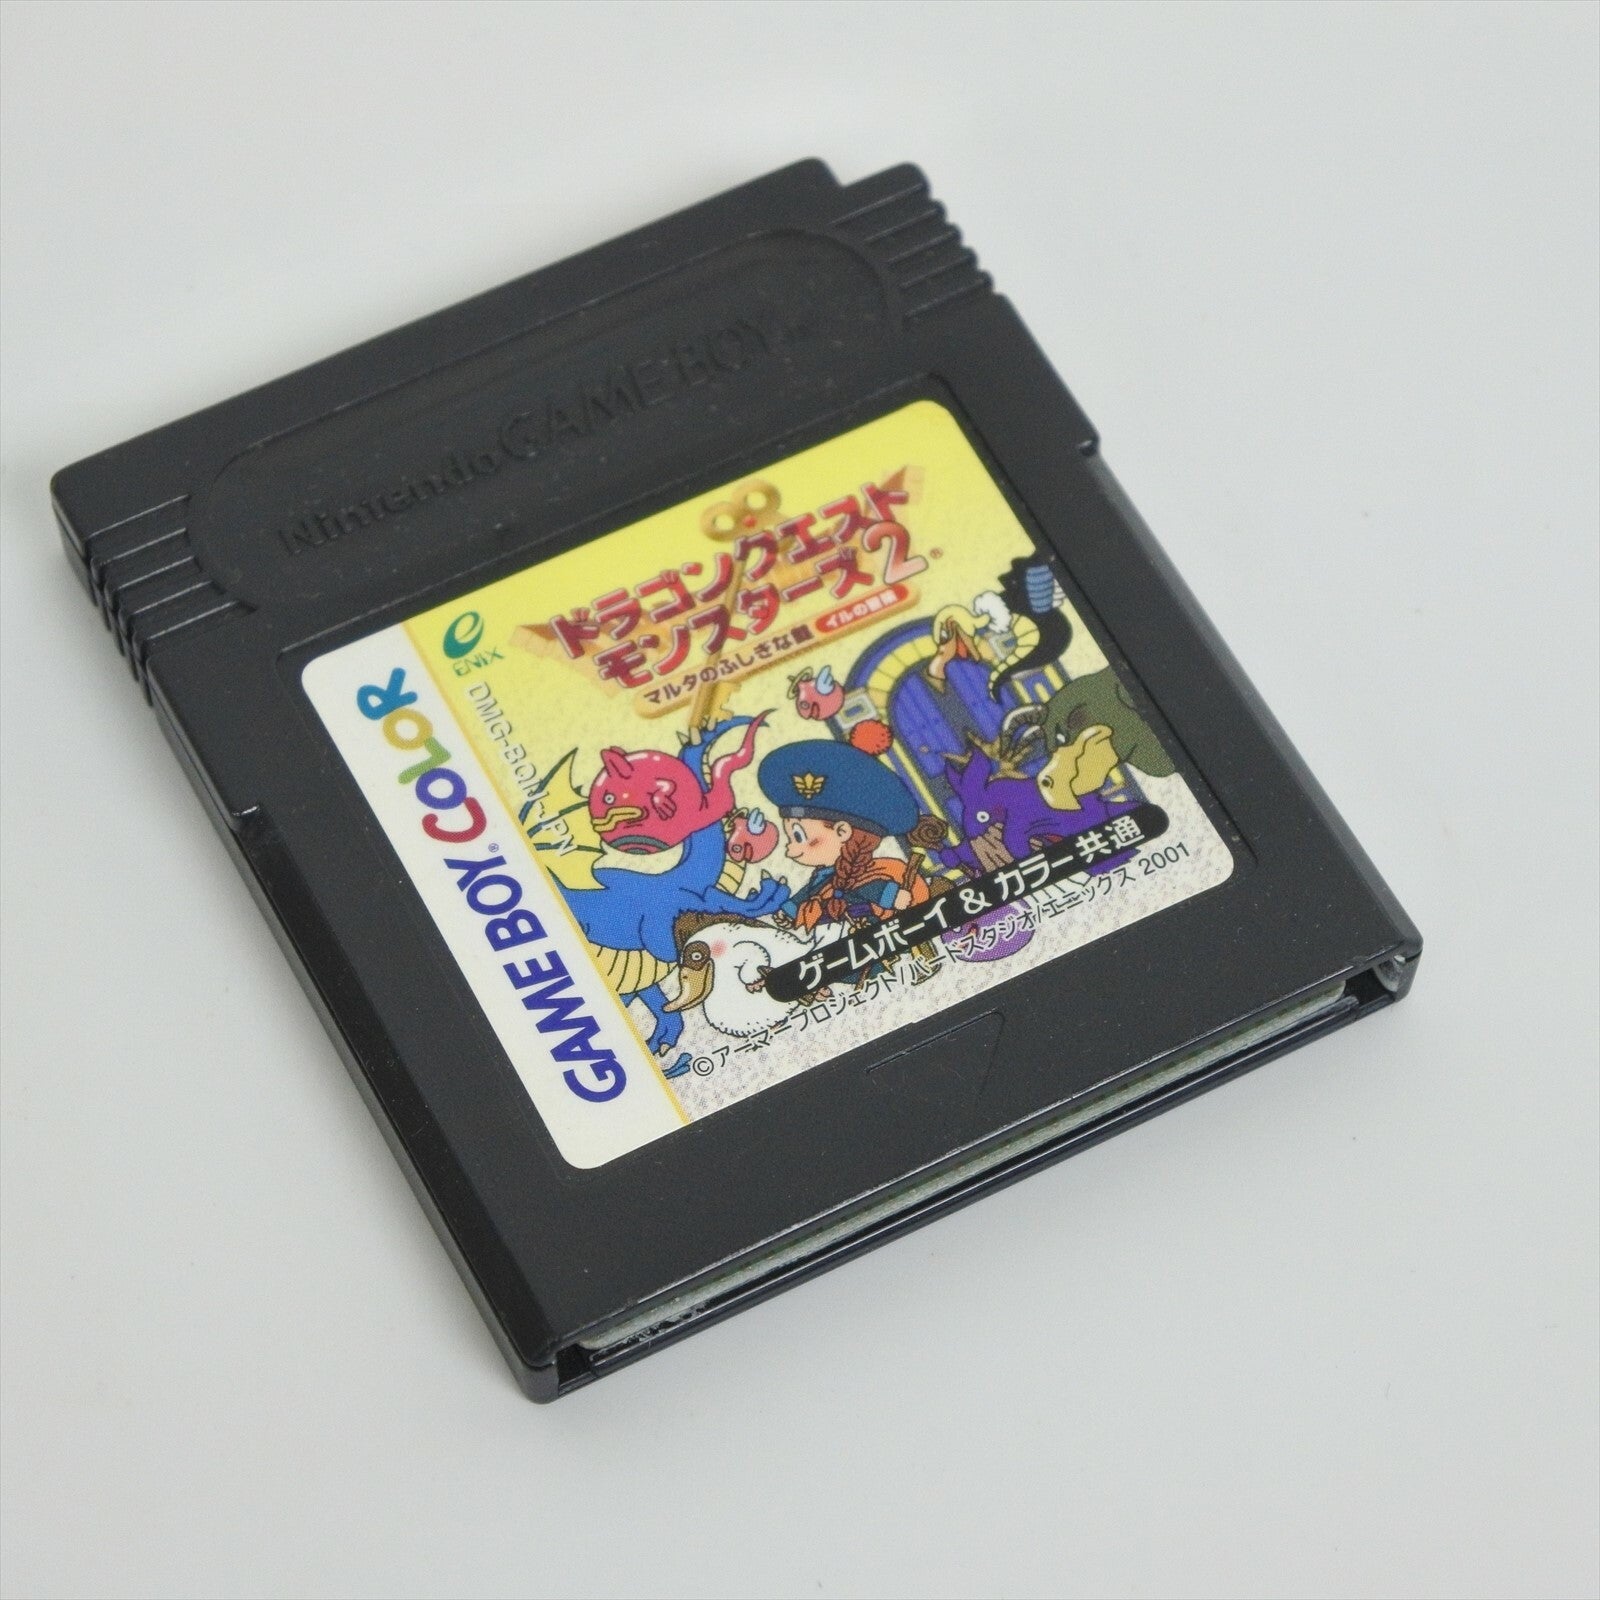 Nintendo GAME BOY TM
ENIX
ドラゴンクエスト
モンスターズ2®
マルタのふしぎな鍵 イルの冒険
GAME BOY® COLOR
ゲームボーイ & カラー共通
©アーマープロジェクト/バードスタジオ/エニックス 2001